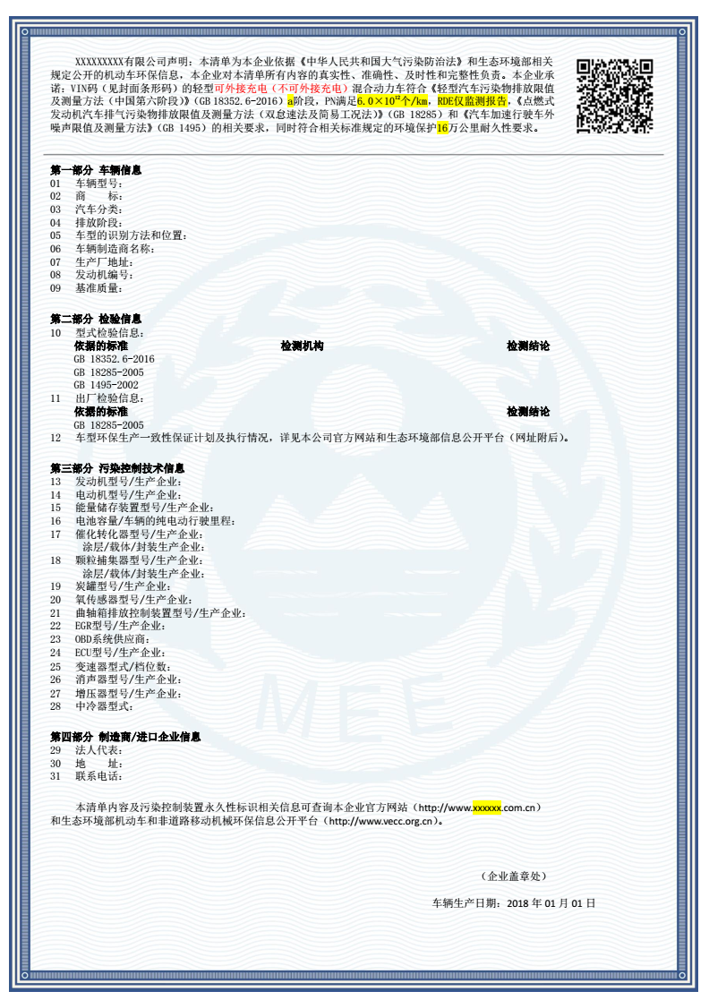 XXXXXXXXX有限公司声明：本清单为本企业依据《中华人民共和国大气污染防治法》和生态环境部相关
规定公开的机动车环保信息，本企业对本清单所有内容的真实性、准确性、及时性和完整性负责。本企业承
诺：VIN码（见封面条形码）的轻型可外接充电（不可外接充电）混合动力车符合《轻型汽车污染物排放限值
及测量方法（中国第六阶段）》（GB 18352.6-2016）a阶段，PN满足6.0×10¹²个/km，RDE仅监测报告，《点燃式
发动机汽车排气污染物排放限值及测量方法（双怠速法及简易工况法）》（GB 18285）和《汽车加速行驶车外
噪声限值及测量方法》（GB 1495）的相关要求，同时符合相关标准规定的环境保护16万公里耐久性要求。
第一部分 车辆信息
01 车辆型号：
02 商 标：
03 汽车分类：
04 排放阶段：
05 车型的识别方法和位置：
06 车辆制造商名称：
07 生产厂地址：
08 发动机编号：
09 基准质量：
第二部分 检验信息
10 型式检验信息：
依据的标准 检测机构 检测结论
GB 18352.6-2016
GB 18285-2005
GB 1495-2002
11 出厂检验信息：
依据的标准 检测结论
GB 18285-2005
12 车型环保生产一致性保证计划及执行情况，详见本公司官方网站和生态环境部信息公开平台（网址附后）。
第三部分 污染控制技术信息
13 发动机型号/生产企业：
14 电动机型号/生产企业：
15 能量储存装置型号/生产企业：
16 电池容量/车辆的纯电动行驶里程：
17 催化转化器型号/生产企业：
涂层/载体/封装生产企业：
18 颗粒捕集器型号/生产企业：
涂层/载体/封装生产企业：
19 炭罐型号/生产企业：
20 氧传感器型号/生产企业：
21 曲轴箱排放控制装置型号/生产企业：
22 EGR型号/生产企业：
23 OBD系统供应商：
24 ECU型号/生产企业：
25 变速器型式/档位数：
26 消声器型号/生产企业：
27 增压器型号/生产企业：
28 中冷器型式：
MEE
第四部分 制造商/进口企业信息
29 法人代表：
30 地 址：
31 联系电话：
本清单内容及污染控制装置永久性标识相关信息可查询本企业官方网站（http://www.xxxxxx.com.cn）
和生态环境部机动车和非道路移动机械环保信息公开平台（http://www.vecc.org.cn）。
（企业盖章处）
车辆生产日期：2018 年 01 月 01 日